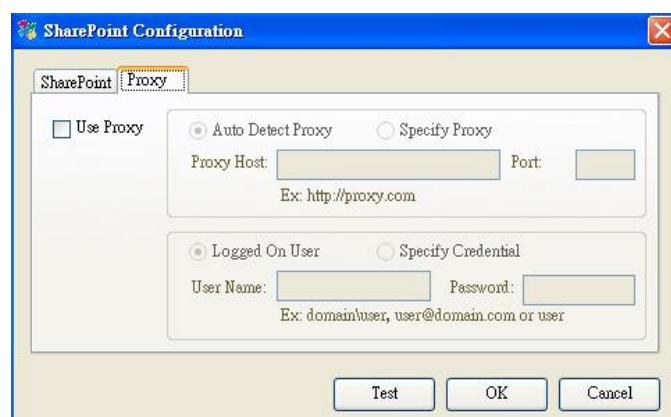 SharePoint Configuration
SharePoint Proxy
Use Proxy
Auto Detect Proxy Specify Proxy
Proxy Host: Port:
Ex: http://proxy.com
Logged On User Specify Credential
User Name: Password:
Ex: domain\user, user@domain.com or user
Test OK Cancel